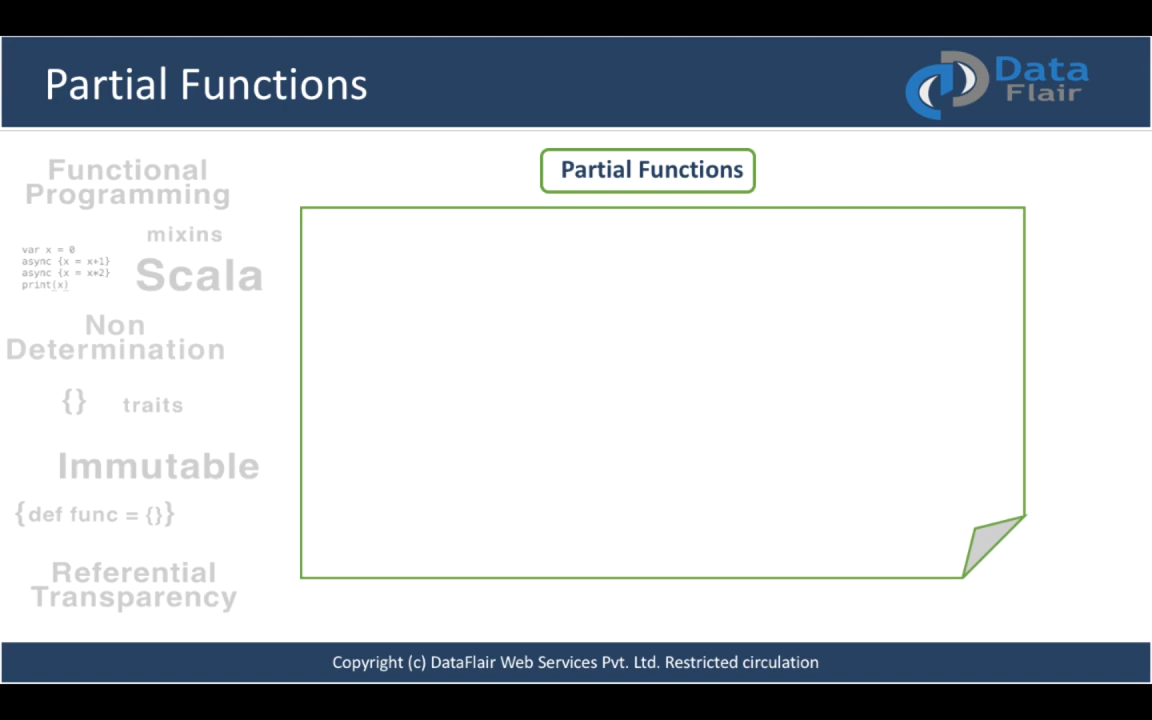 Partial Functions
Data
Flair
Partial Functions
Functional
Programming
mixins
var x = 0
async {x = x+1}
async {x = x*2}
print(x)
Scala
Non
Determination
{} traits
Immutable
{def func = {}}
Referential
Transparency
Copyright (c) DataFlair Web Services Pvt. Ltd. Restricted circulation